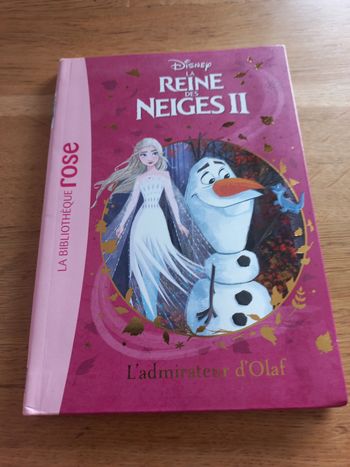 Disney
LA
REINE
DES
NEIGES II
LA BIBLIOTHÈQUE rose
L'admirateur d'Olaf